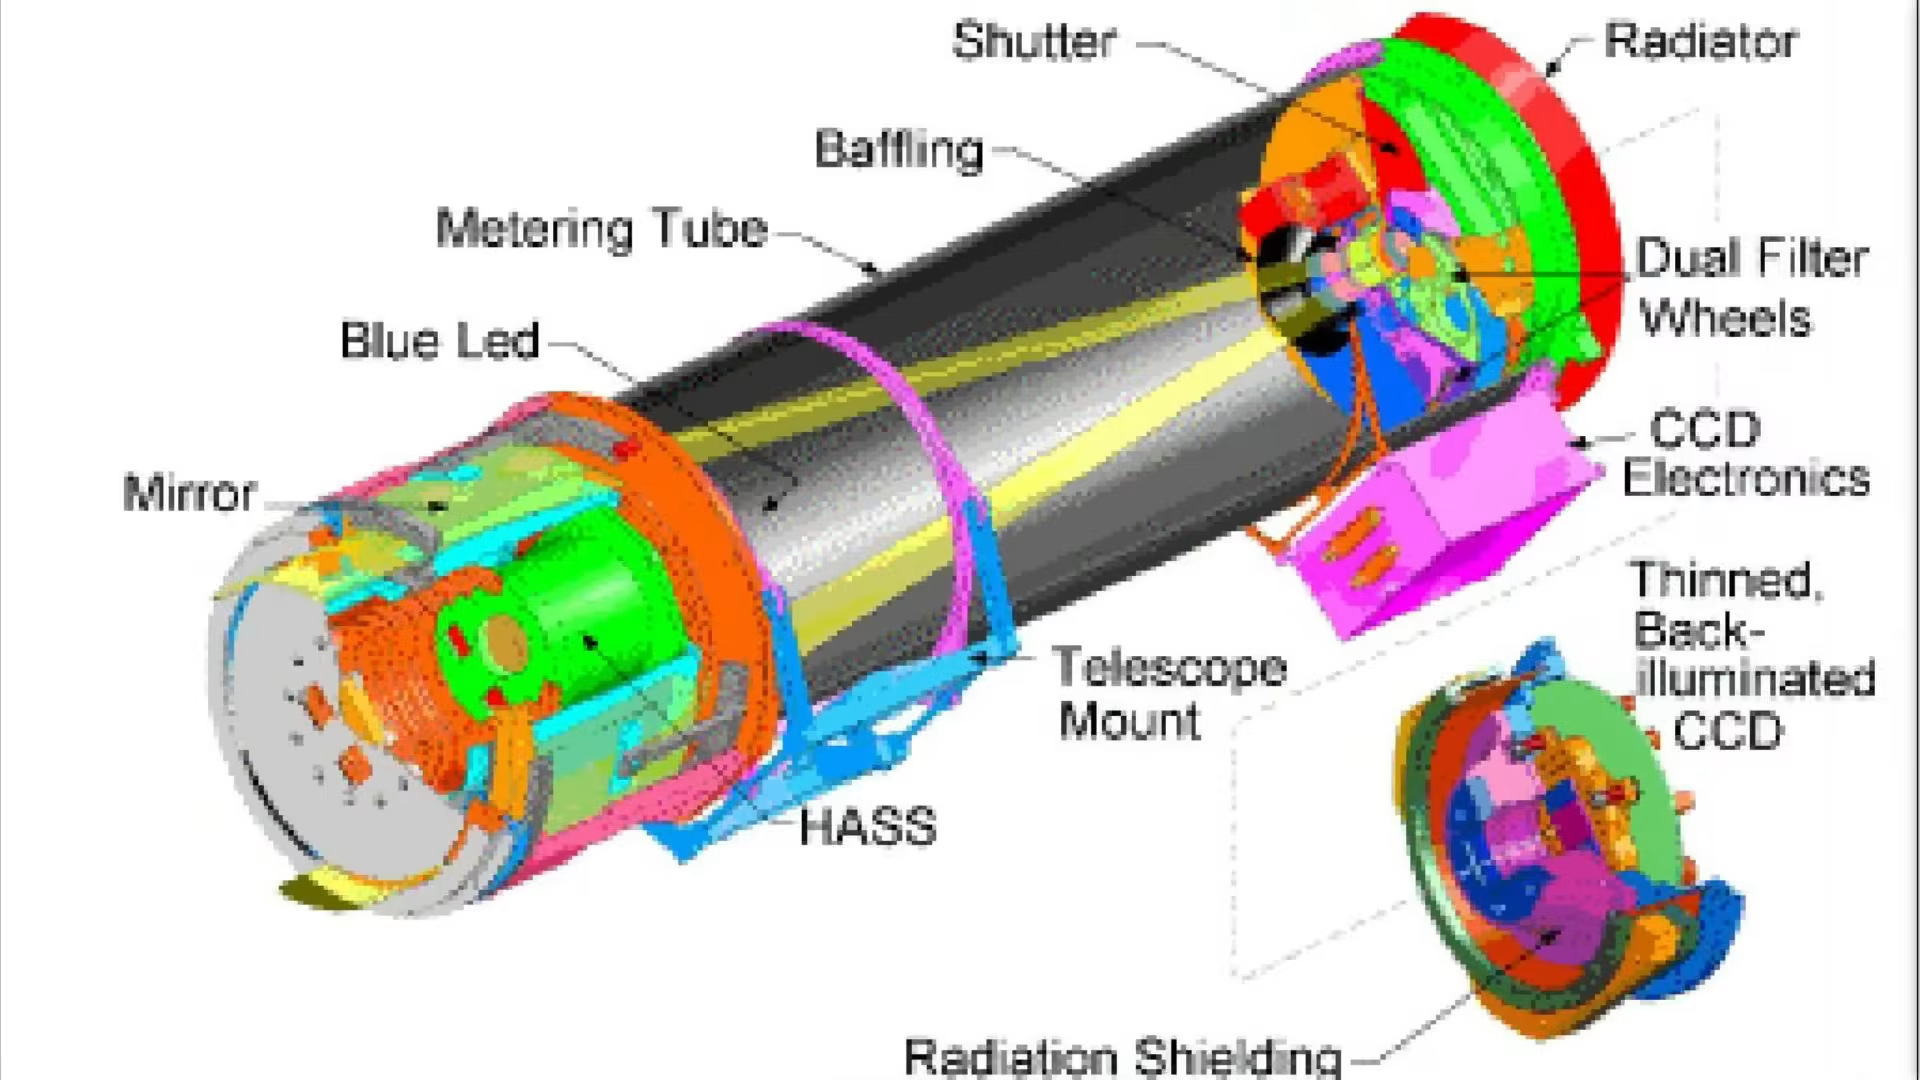 Shutter
Radiator
Baffling
Metering Tube
Dual Filter
Wheels
Blue Led
CCD
Electronics
Mirror
Thinned,
Back-
illuminated
CCD
Telescope
Mount
HASS
Radiation Shielding